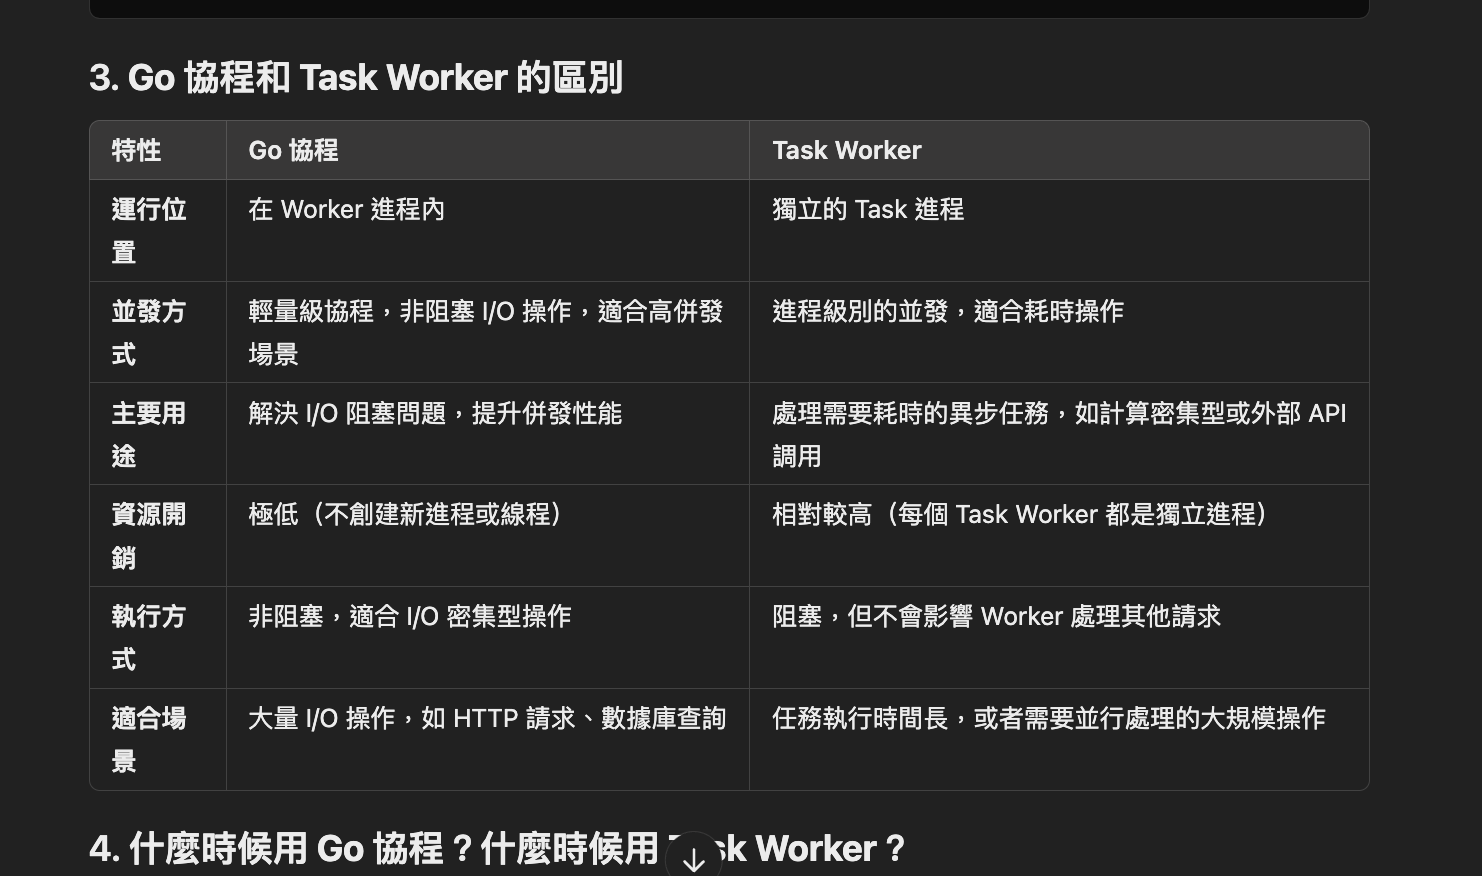 3. Go 協程和 Task Worker 的區別
特性
Go 協程
Task Worker
運行位
置
在 Worker 進程內
獨立的 Task 進程
並發方
式
輕量級協程，非阻塞 I/O 操作，適合高併發
場景
進程級別的並發，適合耗時操作
主要用
途
解決 I/O 阻塞問題，提升併發性能
處理需要耗時的異步任務，如計算密集型或外部 API
調用
資源開
銷
極低（不創建新進程或線程）
相對較高（每個 Task Worker 都是獨立進程）
執行方
式
非阻塞，適合 I/O 密集型操作
阻塞，但不會影響 Worker 處理其他請求
適合場
景
大量 I/O 操作，如 HTTP 請求、數據庫查詢
任務執行時間長，或者需要並行處理的大規模操作
4. 什麼時候用 Go 協程？什麼時候用 Task Worker？